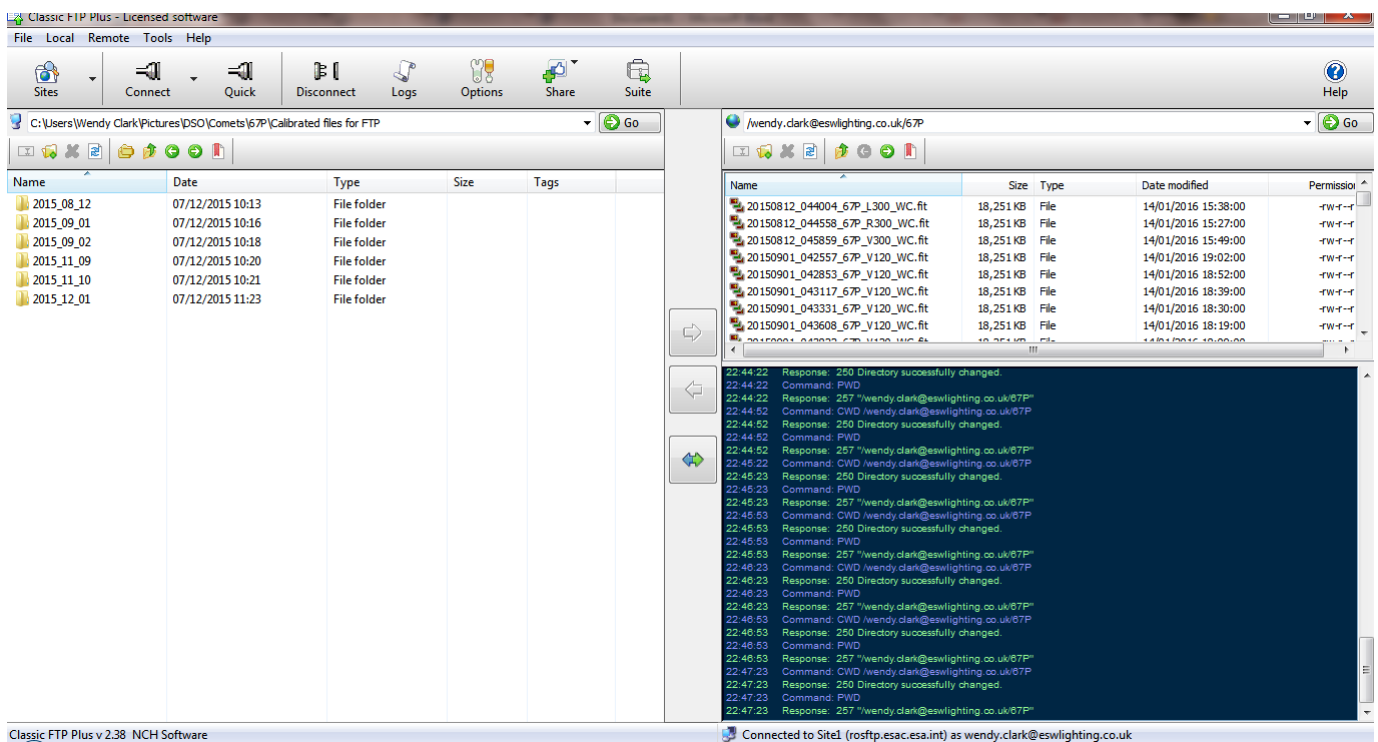 Classic FTP Plus - Licensed software
File Local Remote Tools Help
Sites Connect Quick Disconnect Logs Options Share Suite Help
C:\Users\Wendy Clark\Pictures\DSO\Comets\67P\Calibrated files for FTP Go
/wendy.clark@eswlighting.co.uk/67P Go
Name Date Type Size Tags
2015_08_12 07/12/2015 10:13 File folder
2015_09_01 07/12/2015 10:16 File folder
2015_09_02 07/12/2015 10:18 File folder
2015_11_09 07/12/2015 10:20 File folder
2015_11_10 07/12/2015 10:21 File folder
2015_12_01 07/12/2015 11:23 File folder
Name Size Type Date modified Permission
20150812_044004_67P_L300_WC.fit 18,251 KB File 14/01/2016 15:38:00 -rw-r--r
20150812_044558_67P_R300_WC.fit 18,251 KB File 14/01/2016 15:27:00 -rw-r--r
20150812_045859_67P_V300_WC.fit 18,251 KB File 14/01/2016 15:49:00 -rw-r--r
20150901_042557_67P_V120_WC.fit 18,251 KB File 14/01/2016 19:02:00 -rw-r--r
20150901_042853_67P_V120_WC.fit 18,251 KB File 14/01/2016 18:52:00 -rw-r--r
20150901_043117_67P_V120_WC.fit 18,251 KB File 14/01/2016 18:39:00 -rw-r--r
20150901_043331_67P_V120_WC.fit 18,251 KB File 14/01/2016 18:30:00 -rw-r--r
20150901_043608_67P_V120_WC.fit 18,251 KB File 14/01/2016 18:19:00 -rw-r--r
22:44:22 Response: 250 Directory successfully changed.
22:44:22 Command: PWD
22:44:22 Response: 257 "/wendy.clark@eswlighting.co.uk/67P"
22:44:52 Command: CWD /wendy.clark@eswlighting.co.uk/67P
22:44:52 Response: 250 Directory successfully changed.
22:44:52 Command: PWD
22:44:52 Response: 257 "/wendy.clark@eswlighting.co.uk/67P"
22:45:22 Command: CWD /wendy.clark@eswlighting.co.uk/67P
22:45:23 Response: 250 Directory successfully changed.
22:45:23 Command: PWD
22:45:23 Response: 257 "/wendy.clark@eswlighting.co.uk/67P"
22:45:53 Command: CWD /wendy.clark@eswlighting.co.uk/67P
22:45:53 Response: 250 Directory successfully changed.
22:45:53 Command: PWD
22:45:53 Response: 257 "/wendy.clark@eswlighting.co.uk/67P"
22:46:23 Command: CWD /wendy.clark@eswlighting.co.uk/67P
22:46:23 Response: 250 Directory successfully changed.
22:46:23 Command: PWD
22:46:23 Response: 257 "/wendy.clark@eswlighting.co.uk/67P"
22:46:53 Command: CWD /wendy.clark@eswlighting.co.uk/67P
22:46:53 Response: 250 Directory successfully changed.
22:46:53 Command: PWD
22:46:53 Response: 257 "/wendy.clark@eswlighting.co.uk/67P"
22:47:23 Command: CWD /wendy.clark@eswlighting.co.uk/67P
22:47:23 Response: 250 Directory successfully changed.
22:47:23 Command: PWD
22:47:23 Response: 257 "/wendy.clark@eswlighting.co.uk/67P"
Classic FTP Plus v 2.38 NCH Software
Connected to Site1 (rosftp.esac.esa.int) as wendy.clark@eswlighting.co.uk